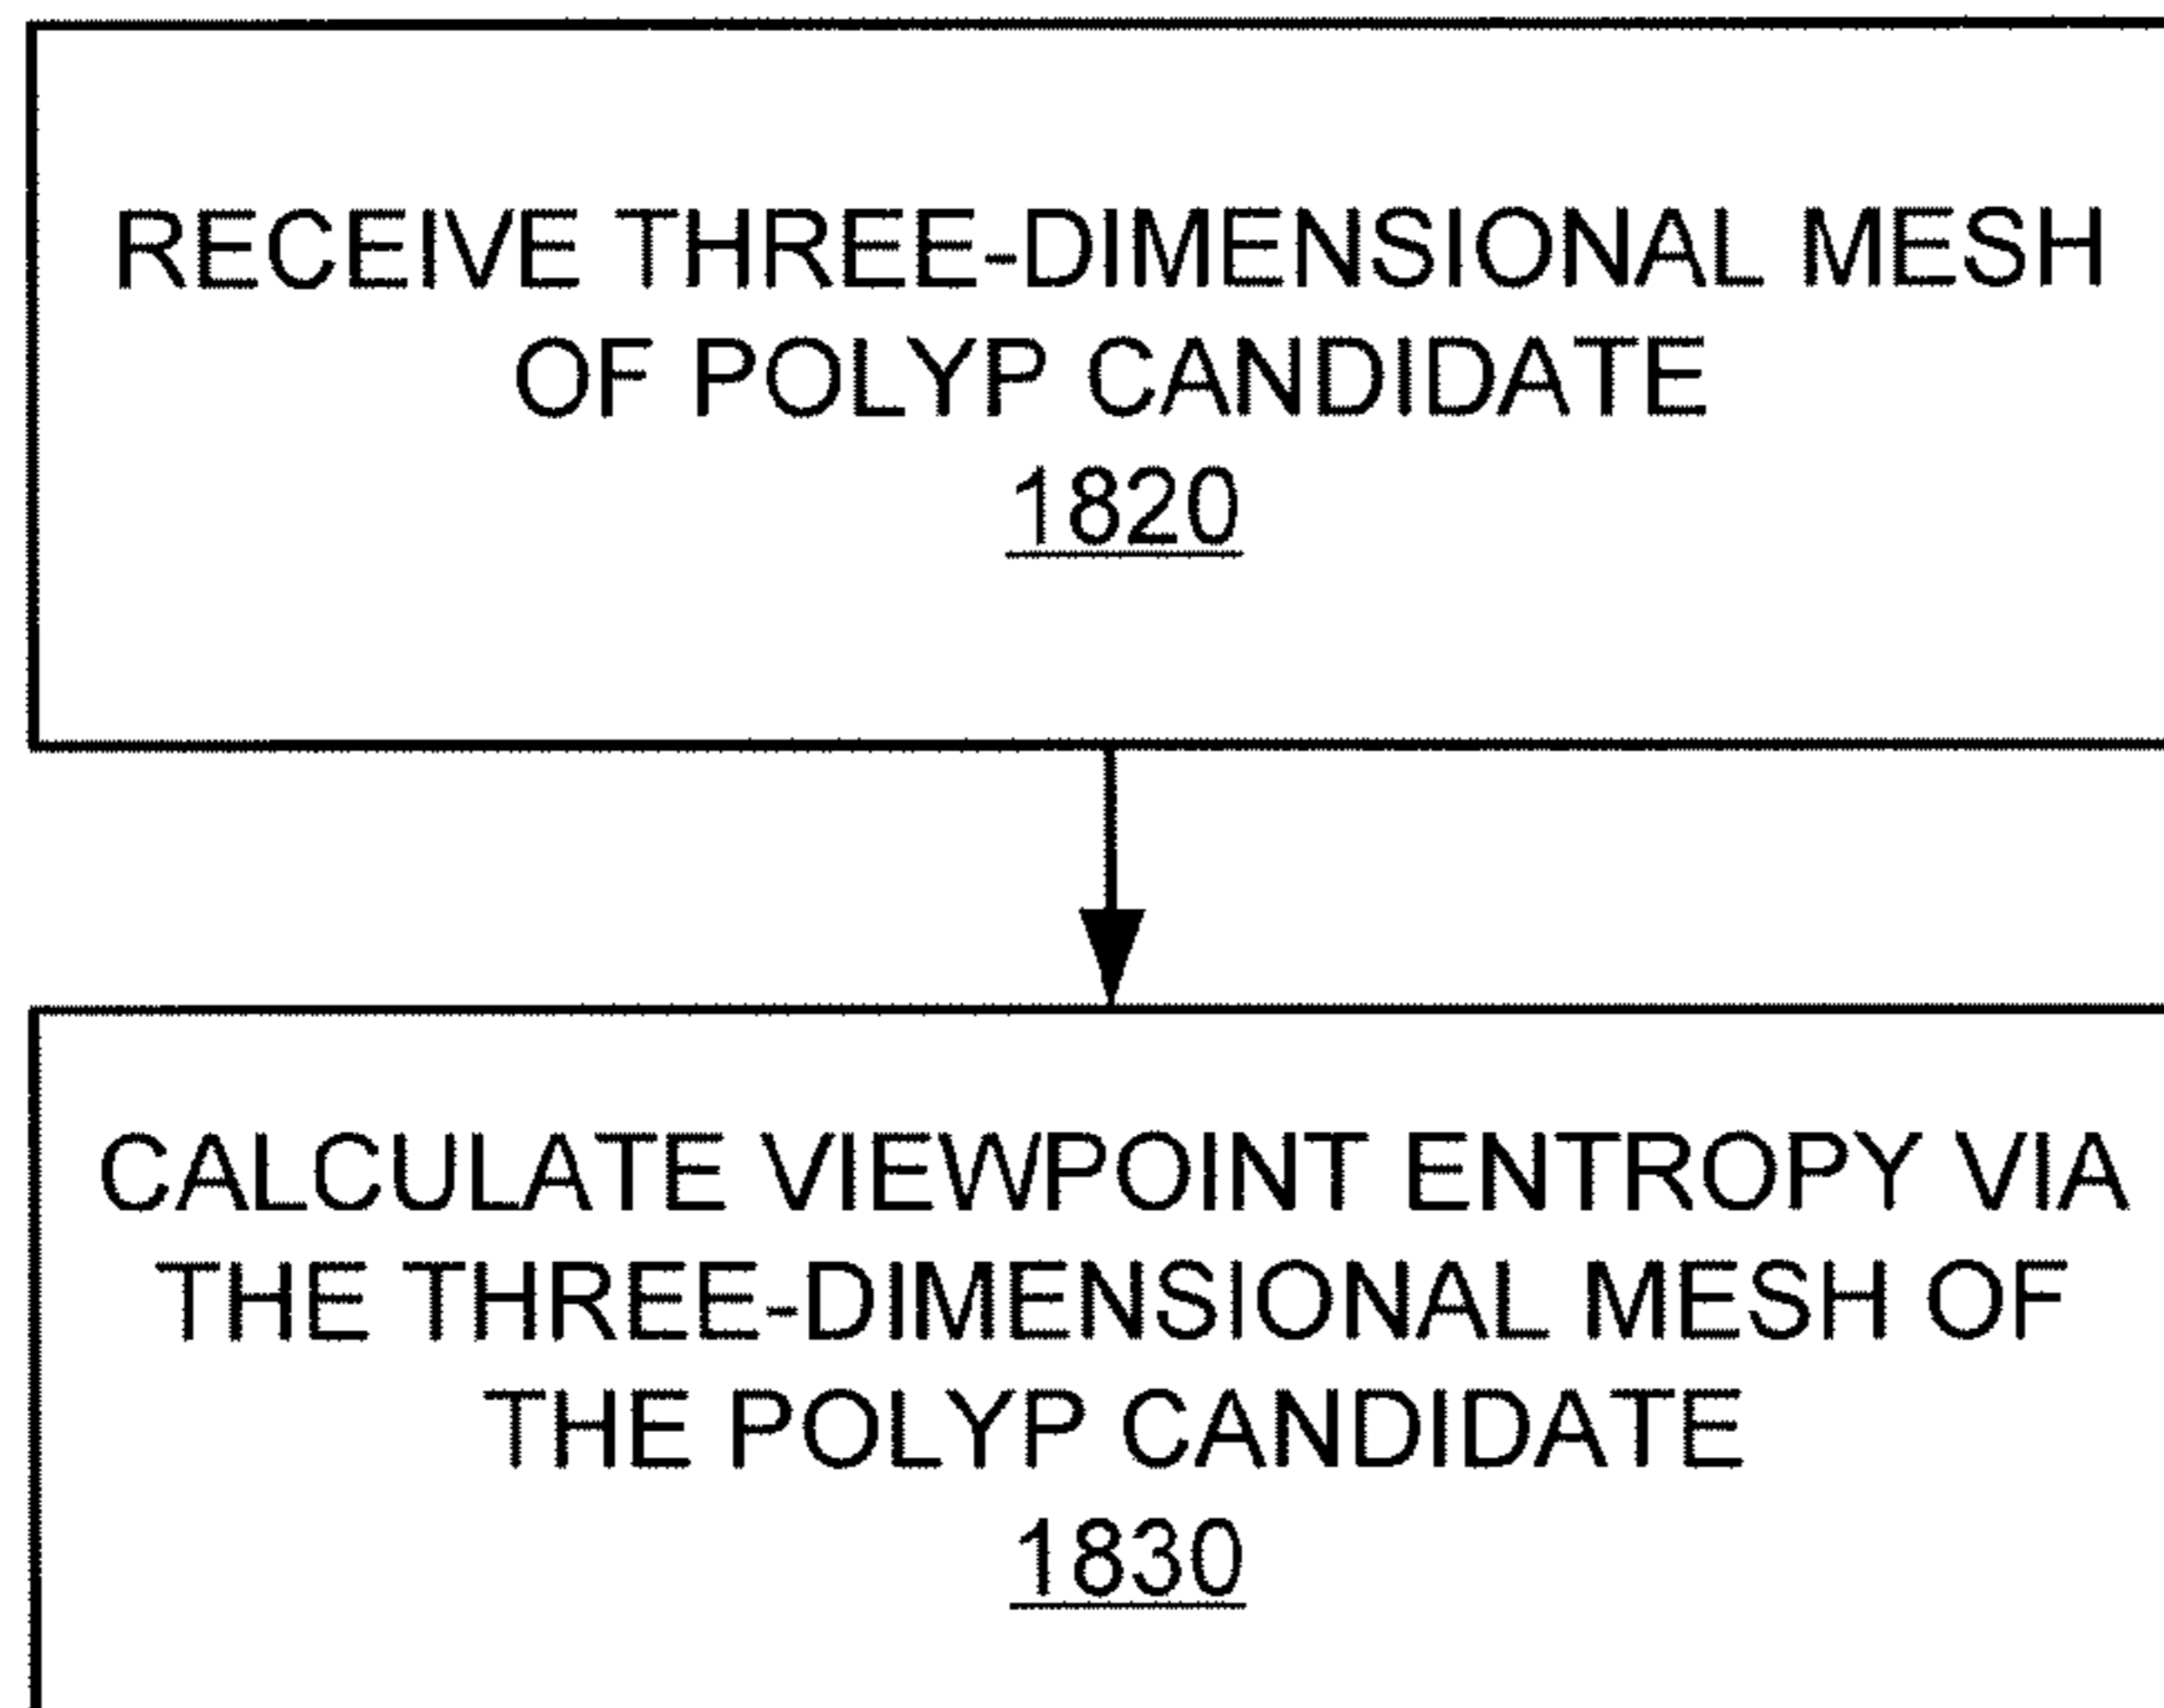 RECEIVE THREE-DIMENSIONAL MESH
OF POLYP CANDIDATE
1820
CALCULATE VIEWPOINT ENTROPY VIA
THE THREE-DIMENSIONAL MESH OF
THE POLYP CANDIDATE
1830